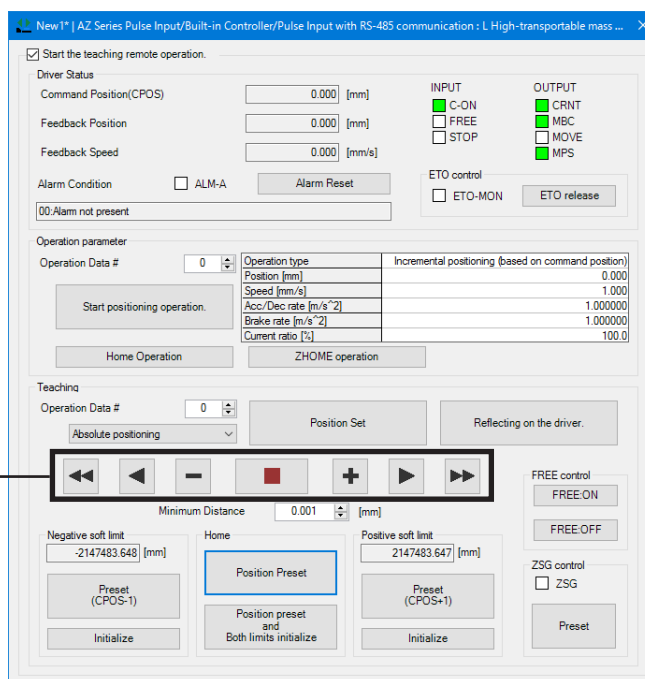 New1* | AZ Series Pulse Input/Built-in Controller/Pulse Input with RS-485 communication : L High-transportable mass ...
Start the teaching remote operation.
Driver Status
Command Position(CPOS) 0.000 [mm]
Feedback Position 0.000 [mm]
Feedback Speed 0.000 [mm/s]
INPUT
C-ON
FREE
STOP
OUTPUT
CRNT
MBC
MOVE
MPS
Alarm Condition ALM-A Alarm Reset
00:Alarm not present
ETO control
ETO-MON ETO release
Operation parameter
Operation Data # 0
Start positioning operation.
Operation type Incremental positioning (based on command position)
Position [mm] 0.000
Speed [mm/s] 1.000
Acc/Dec rate [m/s^2] 1.000000
Brake rate [m/s^2] 1.000000
Current ratio [%] 100.0
Home Operation ZHOME operation
Teaching
Operation Data # 0
Absolute positioning
Position Set
Reflecting on the driver.
Minimum Distance 0.001 [mm]
FREE control
FREE:ON
FREE:OFF
Negative soft limit
-2147483.648 [mm]
Preset
(CPOS-1)
Initialize
Home
Position Preset
Position preset
and
Both limits initialize
Positive soft limit
2147483.647 [mm]
Preset
(CPOS+1)
Initialize
ZSG control
ZSG
Preset